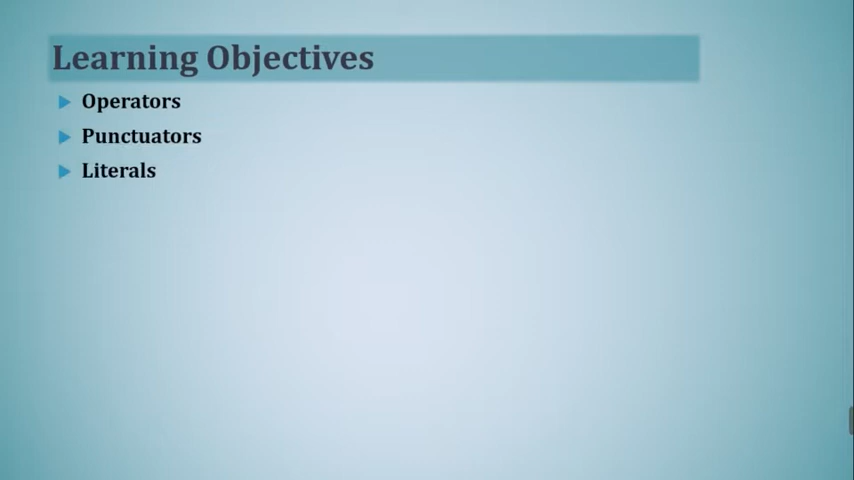 Learning Objectives
Operators
Punctuators
Literals